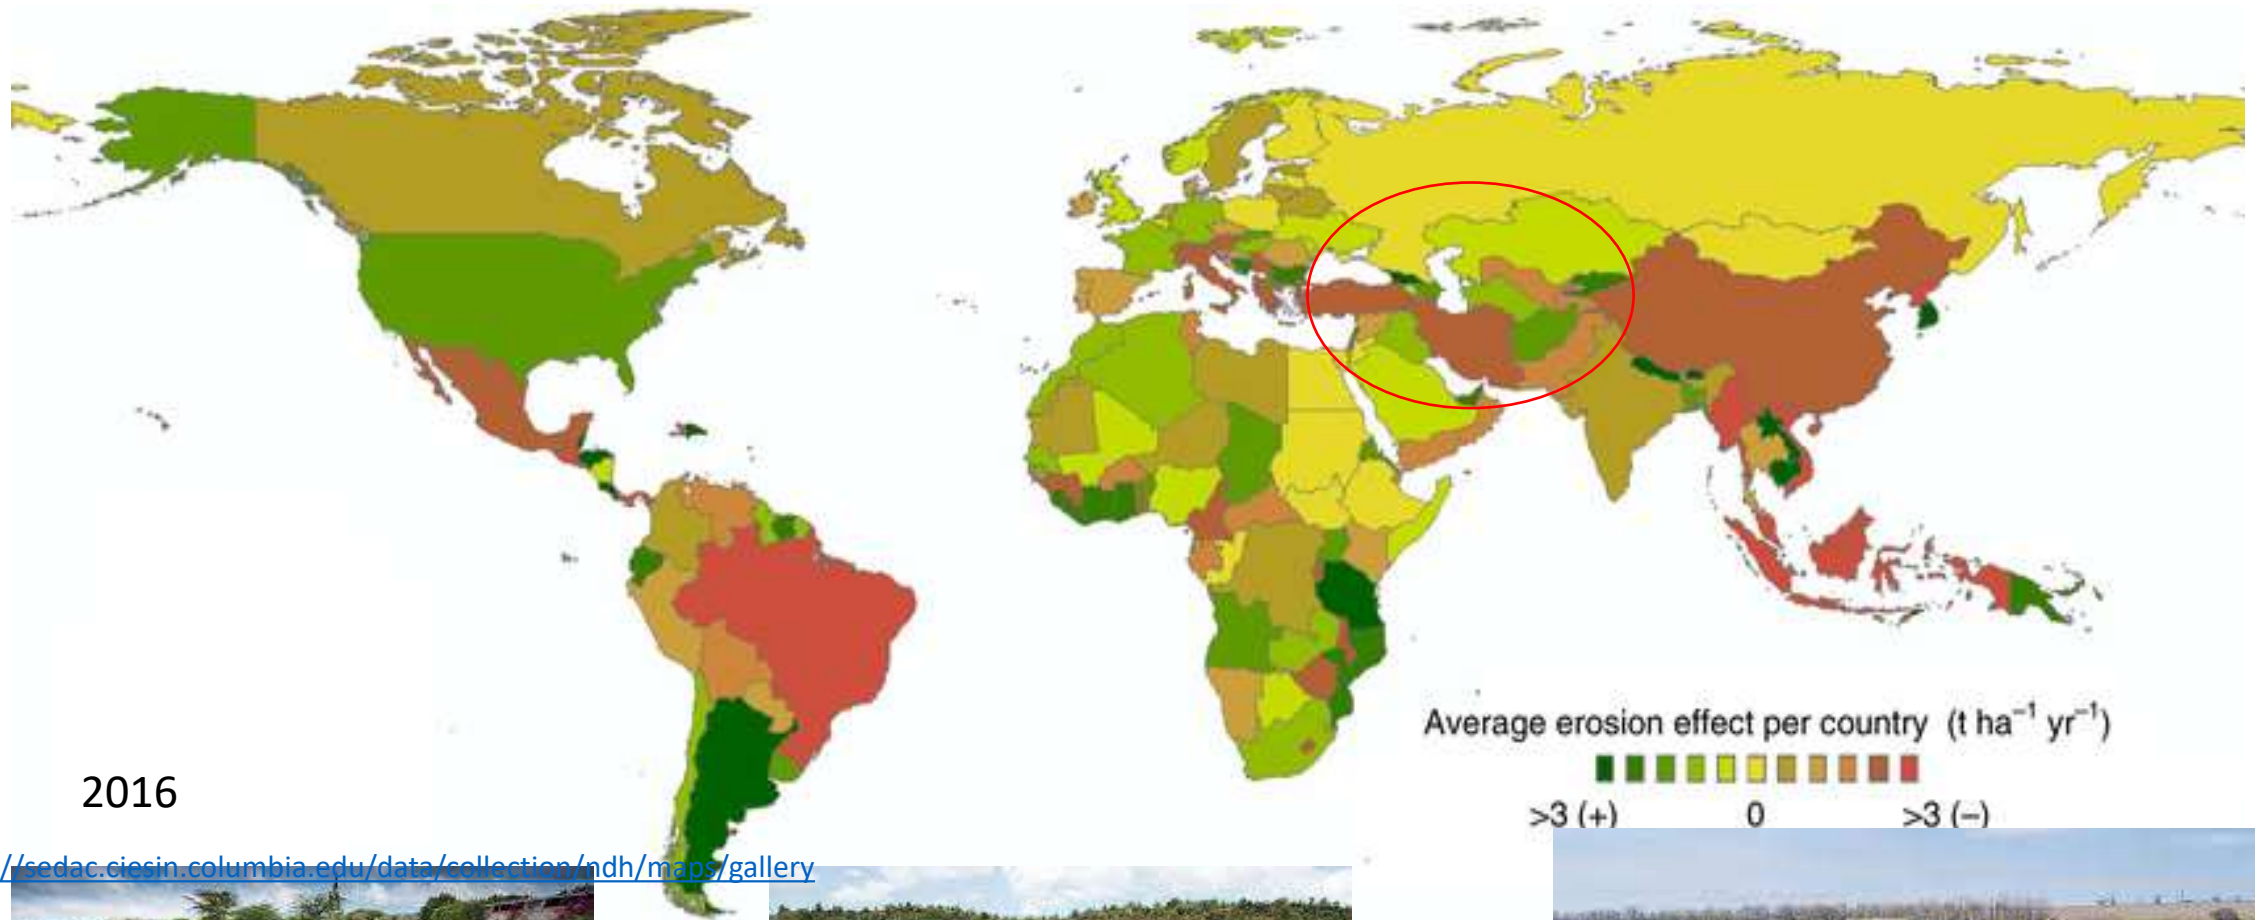 Average erosion effect per country (t ha⁻¹ yr⁻¹)
>3 (+) 0 >3 (–)
2016
//sedac.ciesin.columbia.edu/data/collection/ndh/maps/gallery